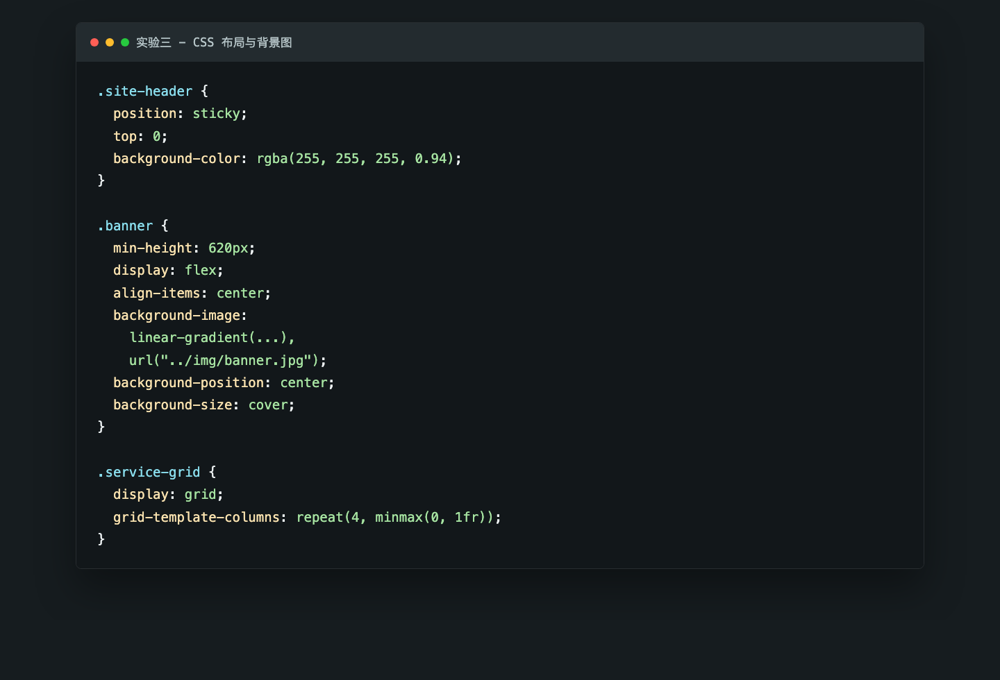 实验三 - CSS 布局与背景图
.site-header {
  position: sticky;
  top: 0;
  background-color: rgba(255, 255, 255, 0.94);
}

.banner {
  min-height: 620px;
  display: flex;
  align-items: center;
  background-image:
    linear-gradient(...),
    url("../img/banner.jpg");
  background-position: center;
  background-size: cover;
}

.service-grid {
  display: grid;
  grid-template-columns: repeat(4, minmax(0, 1fr));
}